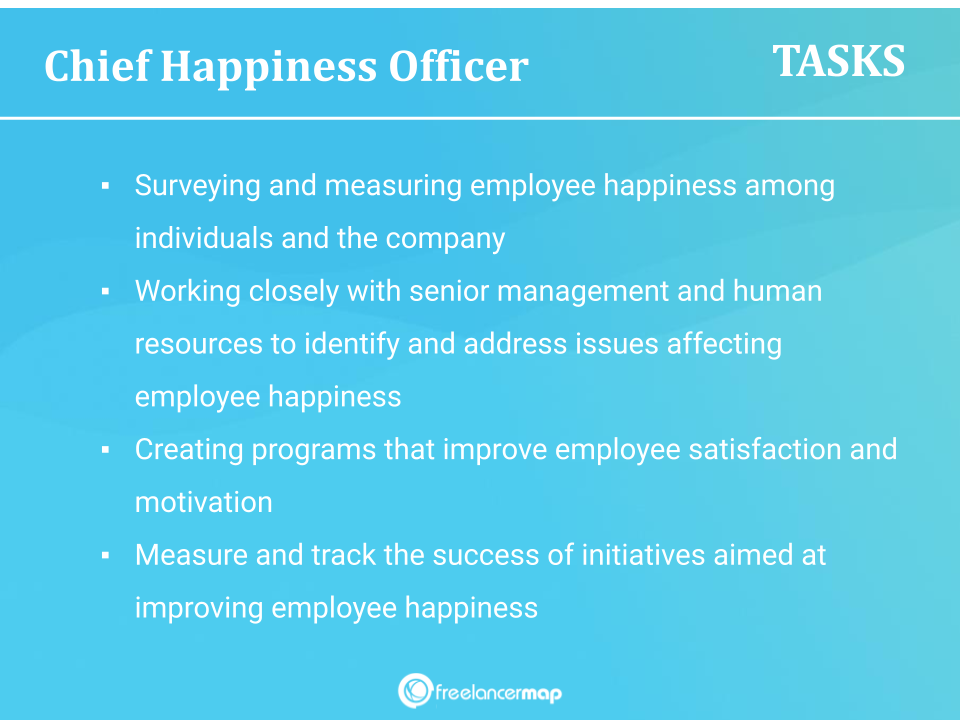 Chief Happiness Officer
TASKS
▪ Surveying and measuring employee happiness among
individuals and the company
▪ Working closely with senior management and human
resources to identify and address issues affecting
employee happiness
▪ Creating programs that improve employee satisfaction and
motivation
▪ Measure and track the success of initiatives aimed at
improving employee happiness
freelancermap